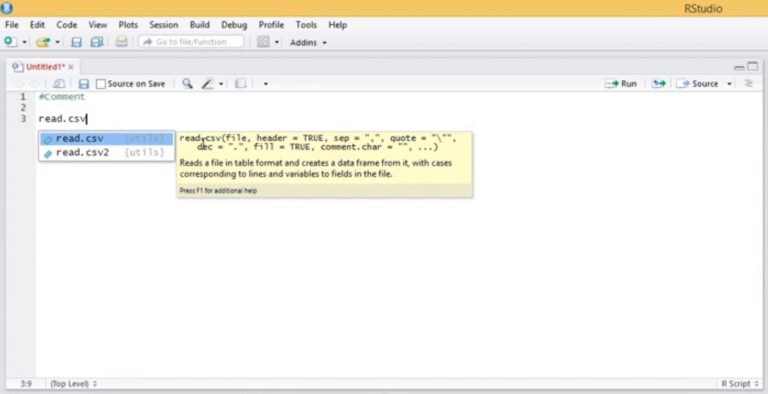 RStudio
File Edit Code View Plots Session Build Debug Profile Tools Help
Go to file/function Addins
Untitled1*
Source on Save Run Source
1 #Comment
2
3 read.csv
read.csv {utils}
read.csv2 {utils}
read.csv(file, header = TRUE, sep = ",", quote = "\"",
dec = ".", fill = TRUE, comment.char = "", ...)
Reads a file in table format and creates a data frame from it, with cases
corresponding to lines and variables to fields in the file.
Press F1 for additional help
3:9 (Top Level) R Script